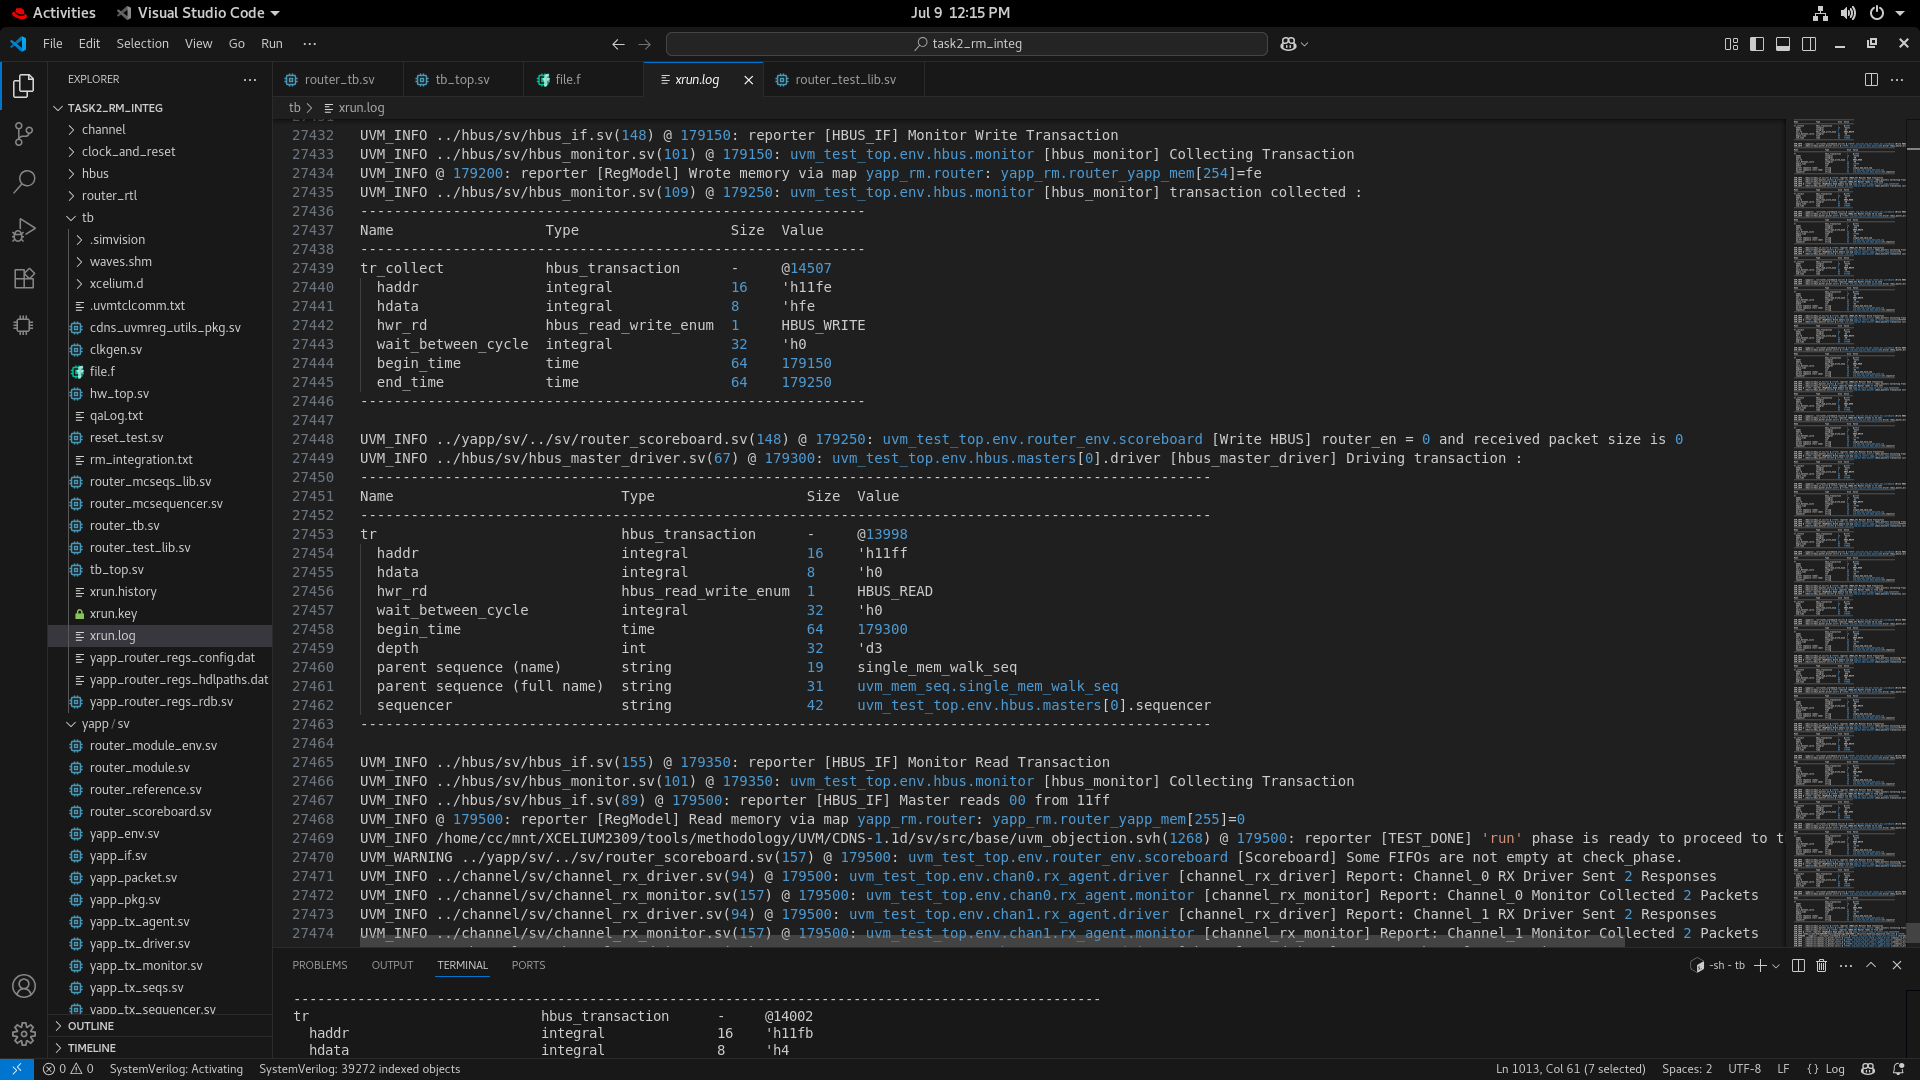 Activities
Visual Studio Code
Jul 9 12:15 PM
File Edit Selection View Go Run ···
task2_rm_integ
EXPLORER
TASK2_RM_INTEG
channel
clock_and_reset
hbus
router_rtl
tb
.simvision
waves.shm
xcelium.d
.uvmtclcomm.txt
cdns_uvmreg_utils_pkg.sv
clkgen.sv
file.f
hw_top.sv
qaLog.txt
reset_test.sv
rm_integration.txt
router_mcseqs_lib.sv
router_mcsequencer.sv
router_tb.sv
router_test_lib.sv
tb_top.sv
xrun.history
xrun.key
xrun.log
yapp_router_regs_config.dat
yapp_router_regs_hdlpaths.dat
yapp_router_regs_rdb.sv
yapp / sv
router_module_env.sv
router_module.sv
router_reference.sv
router_scoreboard.sv
yapp_env.sv
yapp_if.sv
yapp_packet.sv
yapp_pkg.sv
yapp_tx_agent.sv
yapp_tx_driver.sv
yapp_tx_monitor.sv
yapp_tx_seqs.sv
yapp_tx_sequencer.sv
OUTLINE
TIMELINE
router_tb.sv tb_top.sv file.f xrun.log router_test_lib.sv
tb > xrun.log
27432 UVM_INFO ../hbus/sv/hbus_if.sv(148) @ 179150: reporter [HBUS_IF] Monitor Write Transaction
27433 UVM_INFO ../hbus/sv/hbus_monitor.sv(101) @ 179150: uvm_test_top.env.hbus.monitor [hbus_monitor] Collecting Transaction
27434 UVM_INFO @ 179200: reporter [RegModel] Wrote memory via map yapp_rm.router: yapp_rm.router_yapp_mem[254]=fe
27435 UVM_INFO ../hbus/sv/hbus_monitor.sv(109) @ 179250: uvm_test_top.env.hbus.monitor [hbus_monitor] transaction collected :
27436 ------------------------------------------------------------
27437 Name Type Size Value
27438 ------------------------------------------------------------
27439 tr_collect hbus_transaction - @14507
27440 haddr integral 16 'h11fe
27441 hdata integral 8 'hfe
27442 hwr_rd hbus_read_write_enum 1 HBUS_WRITE
27443 wait_between_cycle integral 32 'h0
27444 begin_time time 64 179150
27445 end_time time 64 179250
27446 ------------------------------------------------------------
27447
27448 UVM_INFO ../yapp/sv/../sv/router_scoreboard.sv(148) @ 179250: uvm_test_top.env.router_env.scoreboard [Write HBUS] router_en = 0 and received packet size is 0
27449 UVM_INFO ../hbus/sv/hbus_master_driver.sv(67) @ 179300: uvm_test_top.env.hbus.masters[0].driver [hbus_master_driver] Driving transaction :
27450 -----------------------------------------------------------------------------------------------------
27451 Name Type Size Value
27452 -----------------------------------------------------------------------------------------------------
27453 tr hbus_transaction - @13998
27454 haddr integral 16 'h11ff
27455 hdata integral 8 'h0
27456 hwr_rd hbus_read_write_enum 1 HBUS_READ
27457 wait_between_cycle integral 32 'h0
27458 begin_time time 64 179300
27459 depth int 32 'd3
27460 parent sequence (name) string 19 single_mem_walk_seq
27461 parent sequence (full name) string 31 uvm_mem_seq.single_mem_walk_seq
27462 sequencer string 42 uvm_test_top.env.hbus.masters[0].sequencer
27463 -----------------------------------------------------------------------------------------------------
27464
27465 UVM_INFO ../hbus/sv/hbus_if.sv(155) @ 179350: reporter [HBUS_IF] Monitor Read Transaction
27466 UVM_INFO ../hbus/sv/hbus_monitor.sv(101) @ 179350: uvm_test_top.env.hbus.monitor [hbus_monitor] Collecting Transaction
27467 UVM_INFO ../hbus/sv/hbus_if.sv(89) @ 179500: reporter [HBUS_IF] Master reads 00 from 11ff
27468 UVM_INFO @ 179500: reporter [RegModel] Read memory via map yapp_rm.router: yapp_rm.router_yapp_mem[255]=0
27469 UVM_INFO /home/cc/mnt/XCELIUM2309/tools/methodology/UVM/CDNS-1.1d/sv/src/base/uvm_objection.svh(1268) @ 179500: reporter [TEST_DONE] 'run' phase is ready to proceed to t
27470 UVM_WARNING ../yapp/sv/../sv/router_scoreboard.sv(157) @ 179500: uvm_test_top.env.router_env.scoreboard [Scoreboard] Some FIFOs are not empty at check_phase.
27471 UVM_INFO ../channel/sv/channel_rx_driver.sv(94) @ 179500: uvm_test_top.env.chan0.rx_agent.driver [channel_rx_driver] Report: Channel_0 RX Driver Sent 2 Responses
27472 UVM_INFO ../channel/sv/channel_rx_monitor.sv(157) @ 179500: uvm_test_top.env.chan0.rx_agent.monitor [channel_rx_monitor] Report: Channel_0 Monitor Collected 2 Packets
27473 UVM_INFO ../channel/sv/channel_rx_driver.sv(94) @ 179500: uvm_test_top.env.chan1.rx_agent.driver [channel_rx_driver] Report: Channel_1 RX Driver Sent 2 Responses
27474 UVM_INFO ../channel/sv/channel_rx_monitor.sv(157) @ 179500: uvm_test_top.env.chan1.rx_agent.monitor [channel_rx_monitor] Report: Channel_1 Monitor Collected 2 Packets
PROBLEMS OUTPUT TERMINAL PORTS
-sh - tb
-----------------------------------------------------------------------------------------------------
tr hbus_transaction - @14002
haddr integral 16 'h11fb
hdata integral 8 'h4
0 0 SystemVerilog: Activating SystemVerilog: 39272 indexed objects
Ln 1013, Col 61 (7 selected) Spaces: 2 UTF-8 LF {} Log